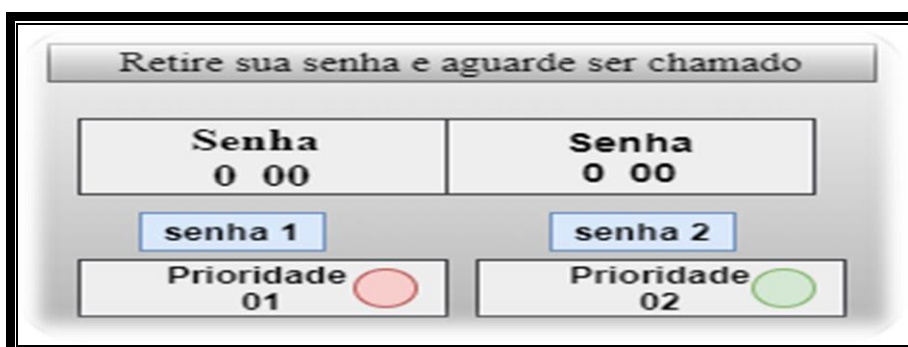 Retire sua senha e aguarde ser chamado
Senha
0 00
Senha
0 00
senha 1
senha 2
Prioridade
01
Prioridade
02